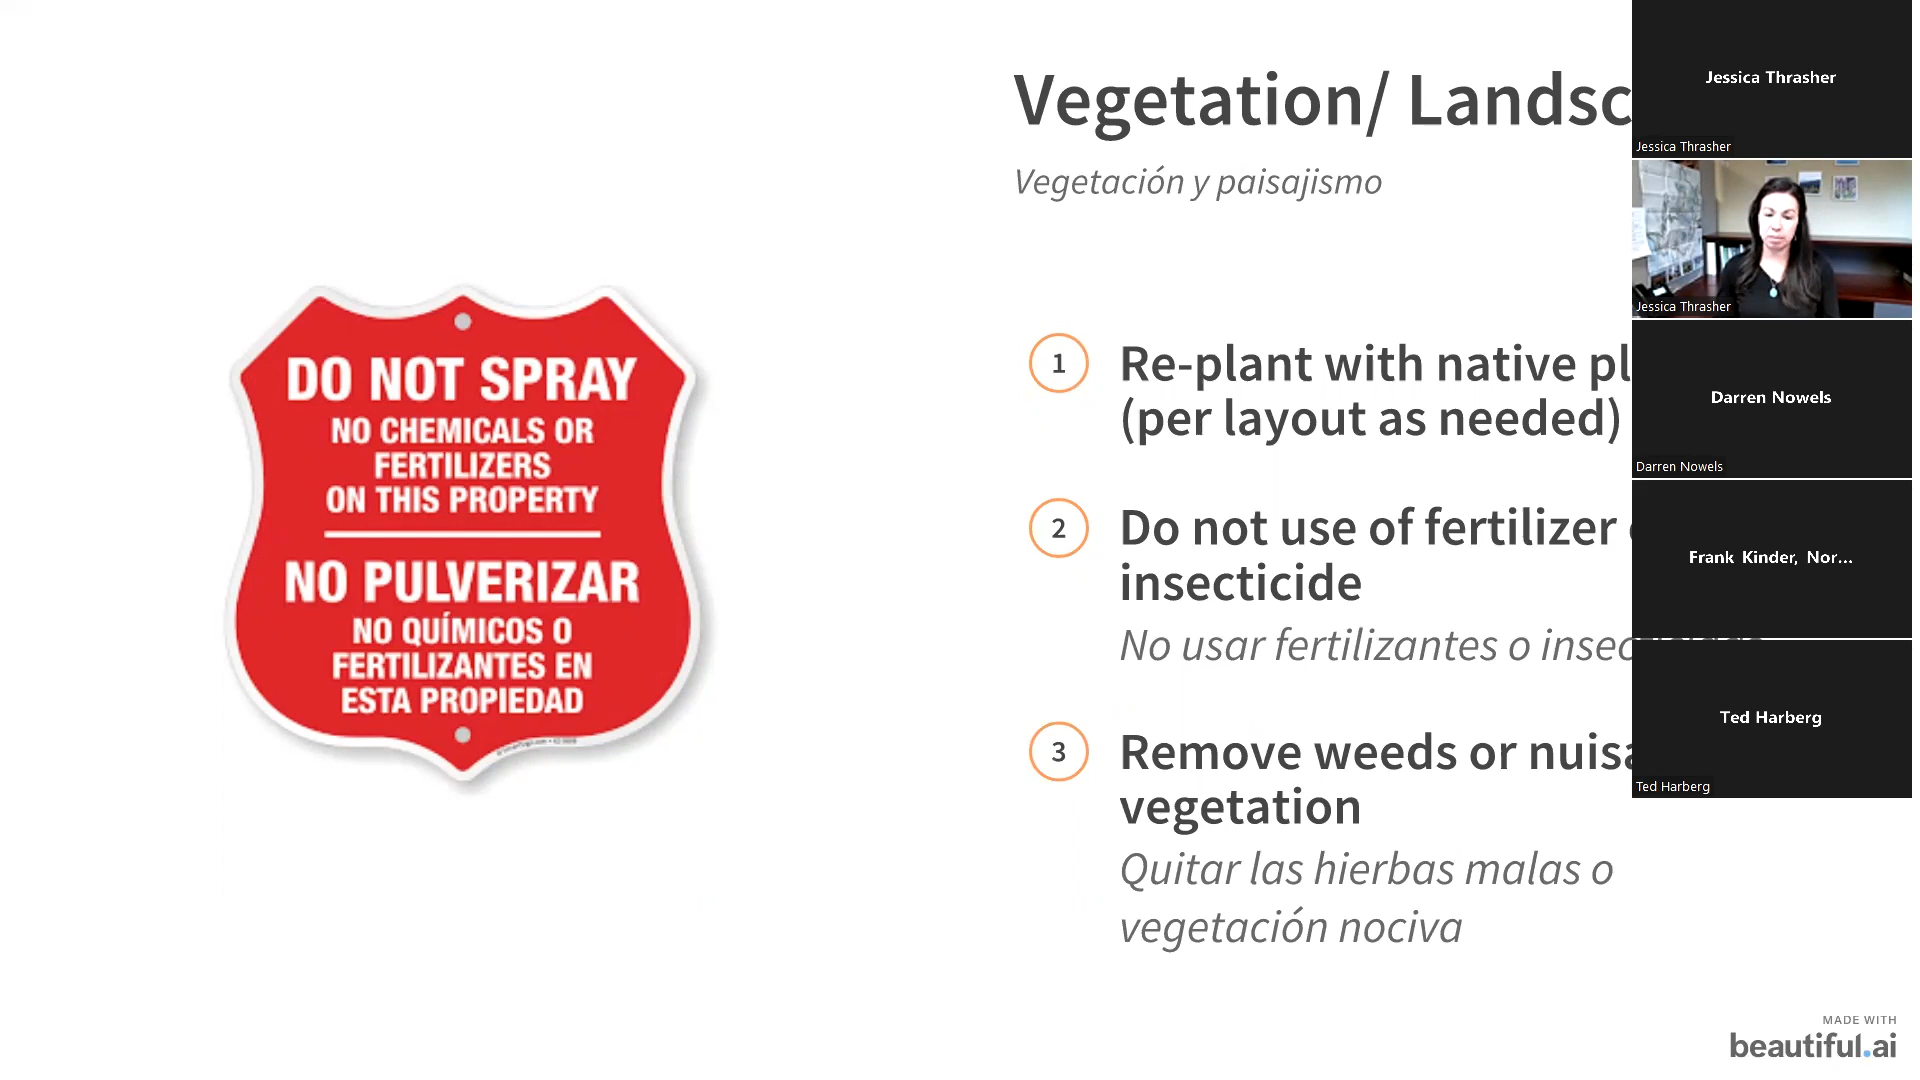 DO NOT SPRAY
NO CHEMICALS OR
FERTILIZERS
ON THIS PROPERTY
NO PULVERIZAR
NO QUÍMICOS O
FERTILIZANTES EN
ESTA PROPIEDAD
Vegetation/ Landsc
Vegetación y paisajismo
1
Re-plant with native pl
(per layout as needed)
2
Do not use of fertilizer
insecticide
No usar fertilizantes o insec
3
Remove weeds or nuisa
vegetation
Quitar las hierbas malas o
vegetación nociva
Jessica Thrasher
Jessica Thrasher
Jessica Thrasher
Darren Nowels
Darren Nowels
Frank Kinder, Nor...
Ted Harberg
Ted Harberg
MADE WITH
beautiful.ai